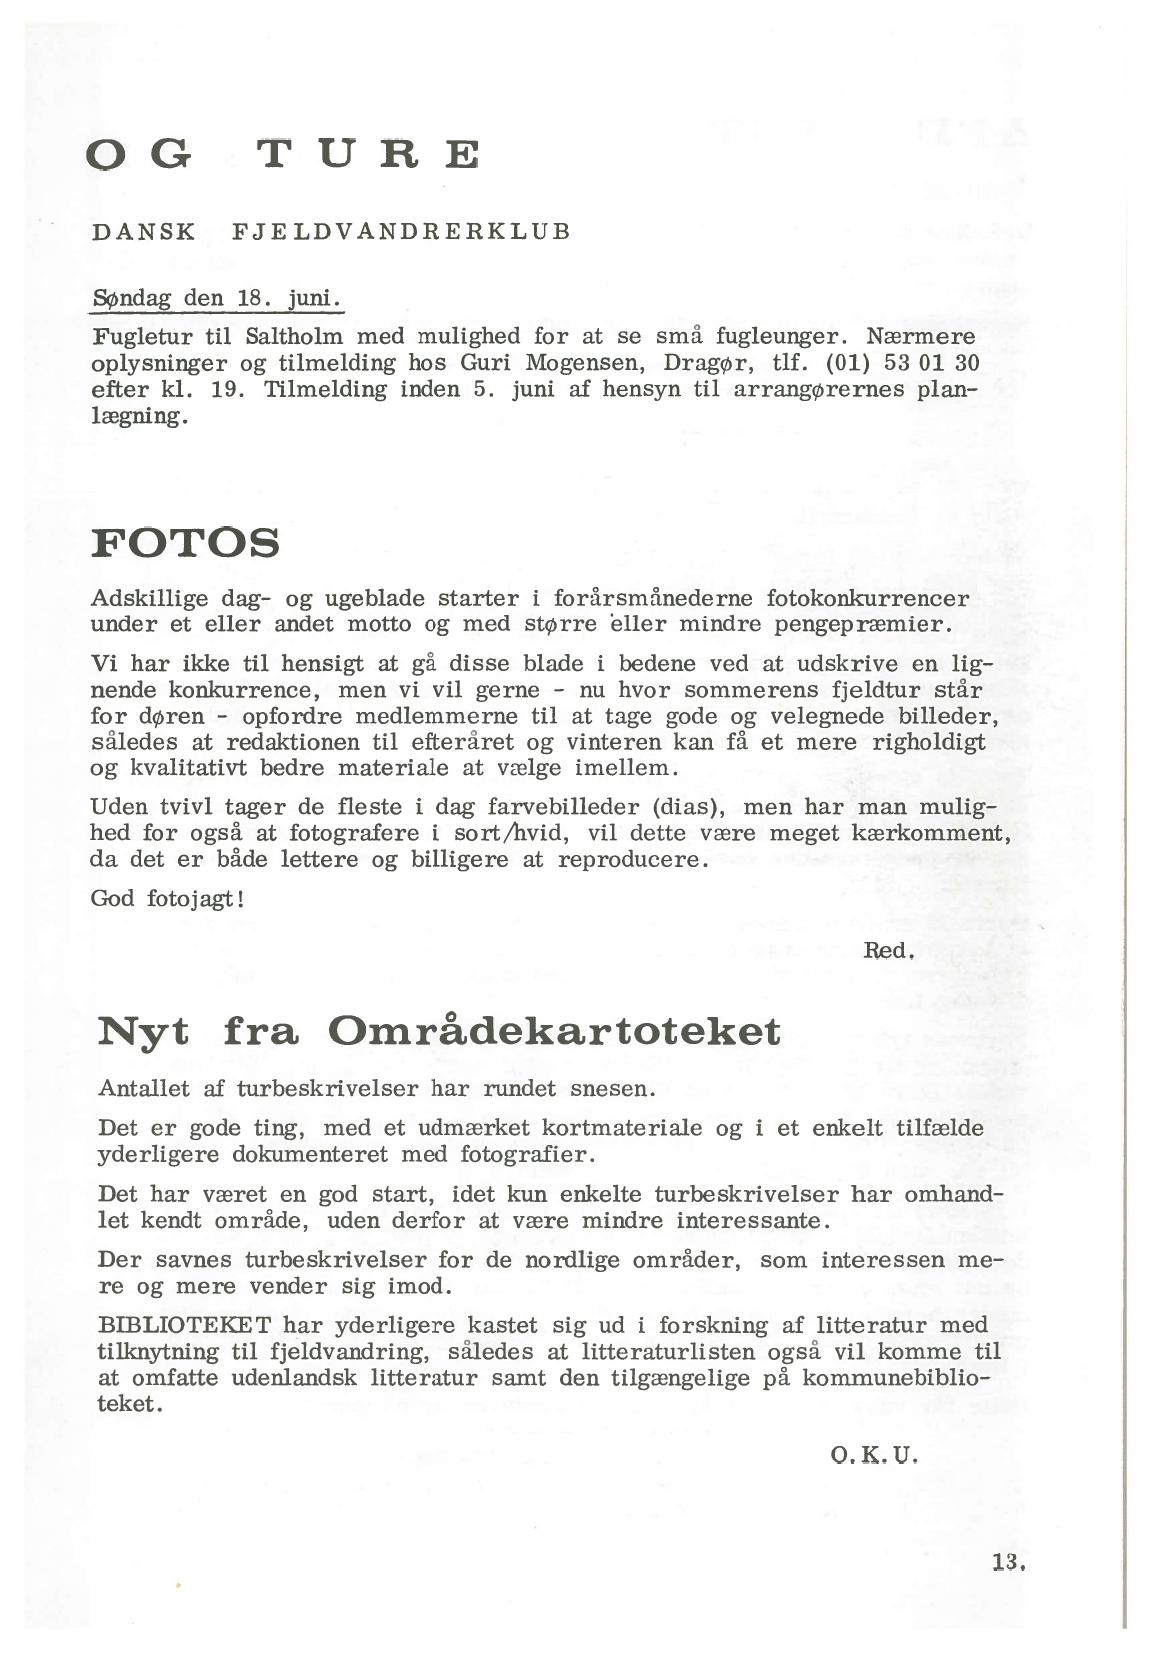 OG TURE
DANSK FJELDVANDRERKLUB
Søndag den 18. juni.
Fugletur til Saltholm med mulighed for at se små fugleunger. Nærmere
oplysninger og tilmelding hos Guri Mogensen, Dragør, tlf. (01) 53 01 30
efter kl. 19. Tilmelding inden 5. juni af hensyn til arrangørernes plan-
lægning.
FOTOS
Adskillige dag- og ugeblade starter i forårsmånederne fotokonkurrencer
under et eller andet motto og med større eller mindre pengepræmier.
Vi har ikke til hensigt at gå disse blade i bedene ved at udskrive en lig-
nende konkurrence, men vi vil gerne - nu hvor sommerens fjeldtur står
for døren - opfordre medlemmerne til at tage gode og velegnede billeder,
således at redaktionen til efteråret og vinteren kan få et mere righoldigt
og kvalitativt bedre materiale at vælge imellem.
Uden tvivl tager de fleste i dag farvebilleder (dias), men har man mulig-
hed for også at fotografere i sort/hvid, vil dette være meget kærkomment,
da det er både lettere og billigere at reproducere.
God fotojagt!
Red.
Nyt fra Områdekartoteket
Antallet af turbeskrivelser har rundet snesen.
Det er gode ting, med et udmærket kortmateriale og i et enkelt tilfælde
yderligere dokumenteret med fotografier.
Det har været en god start, idet kun enkelte turbeskrivelser har omhand-
let kendt område, uden derfor at være mindre interessante.
Der savnes turbeskrivelser for de nordlige områder, som interessen me-
re og mere vender sig imod.
BIBLIOTEKET har yderligere kastet sig ud i forskning af litteratur med
tilknytning til fjeldvandring, således at litteraturlisten også vil komme til
at omfatte udenlandsk litteratur samt den tilgængelige på kommunebiblio-
teket.
O.K.U.
13.